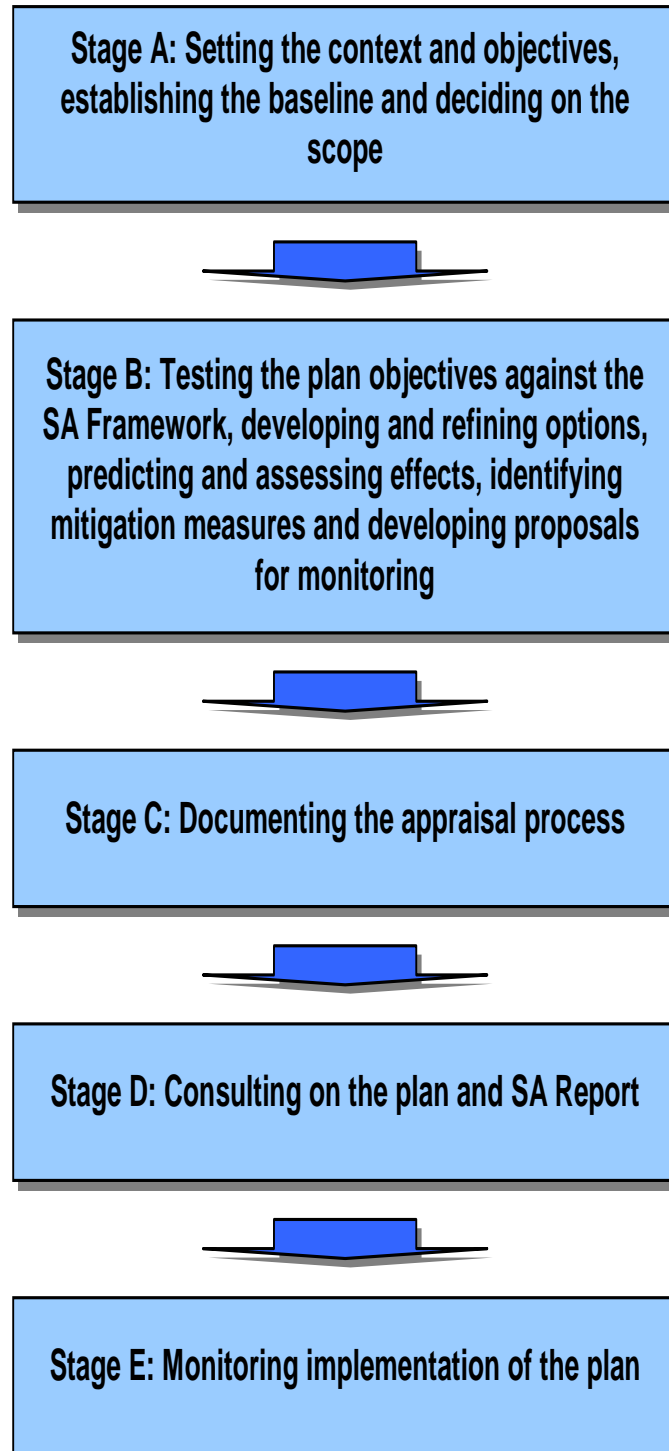 Stage A: Setting the context and objectives,
establishing the baseline and deciding on the
scope
Stage B: Testing the plan objectives against the
SA Framework, developing and refining options,
predicting and assessing effects, identifying
mitigation measures and developing proposals
for monitoring
Stage C: Documenting the appraisal process
Stage D: Consulting on the plan and SA Report
Stage E: Monitoring implementation of the plan